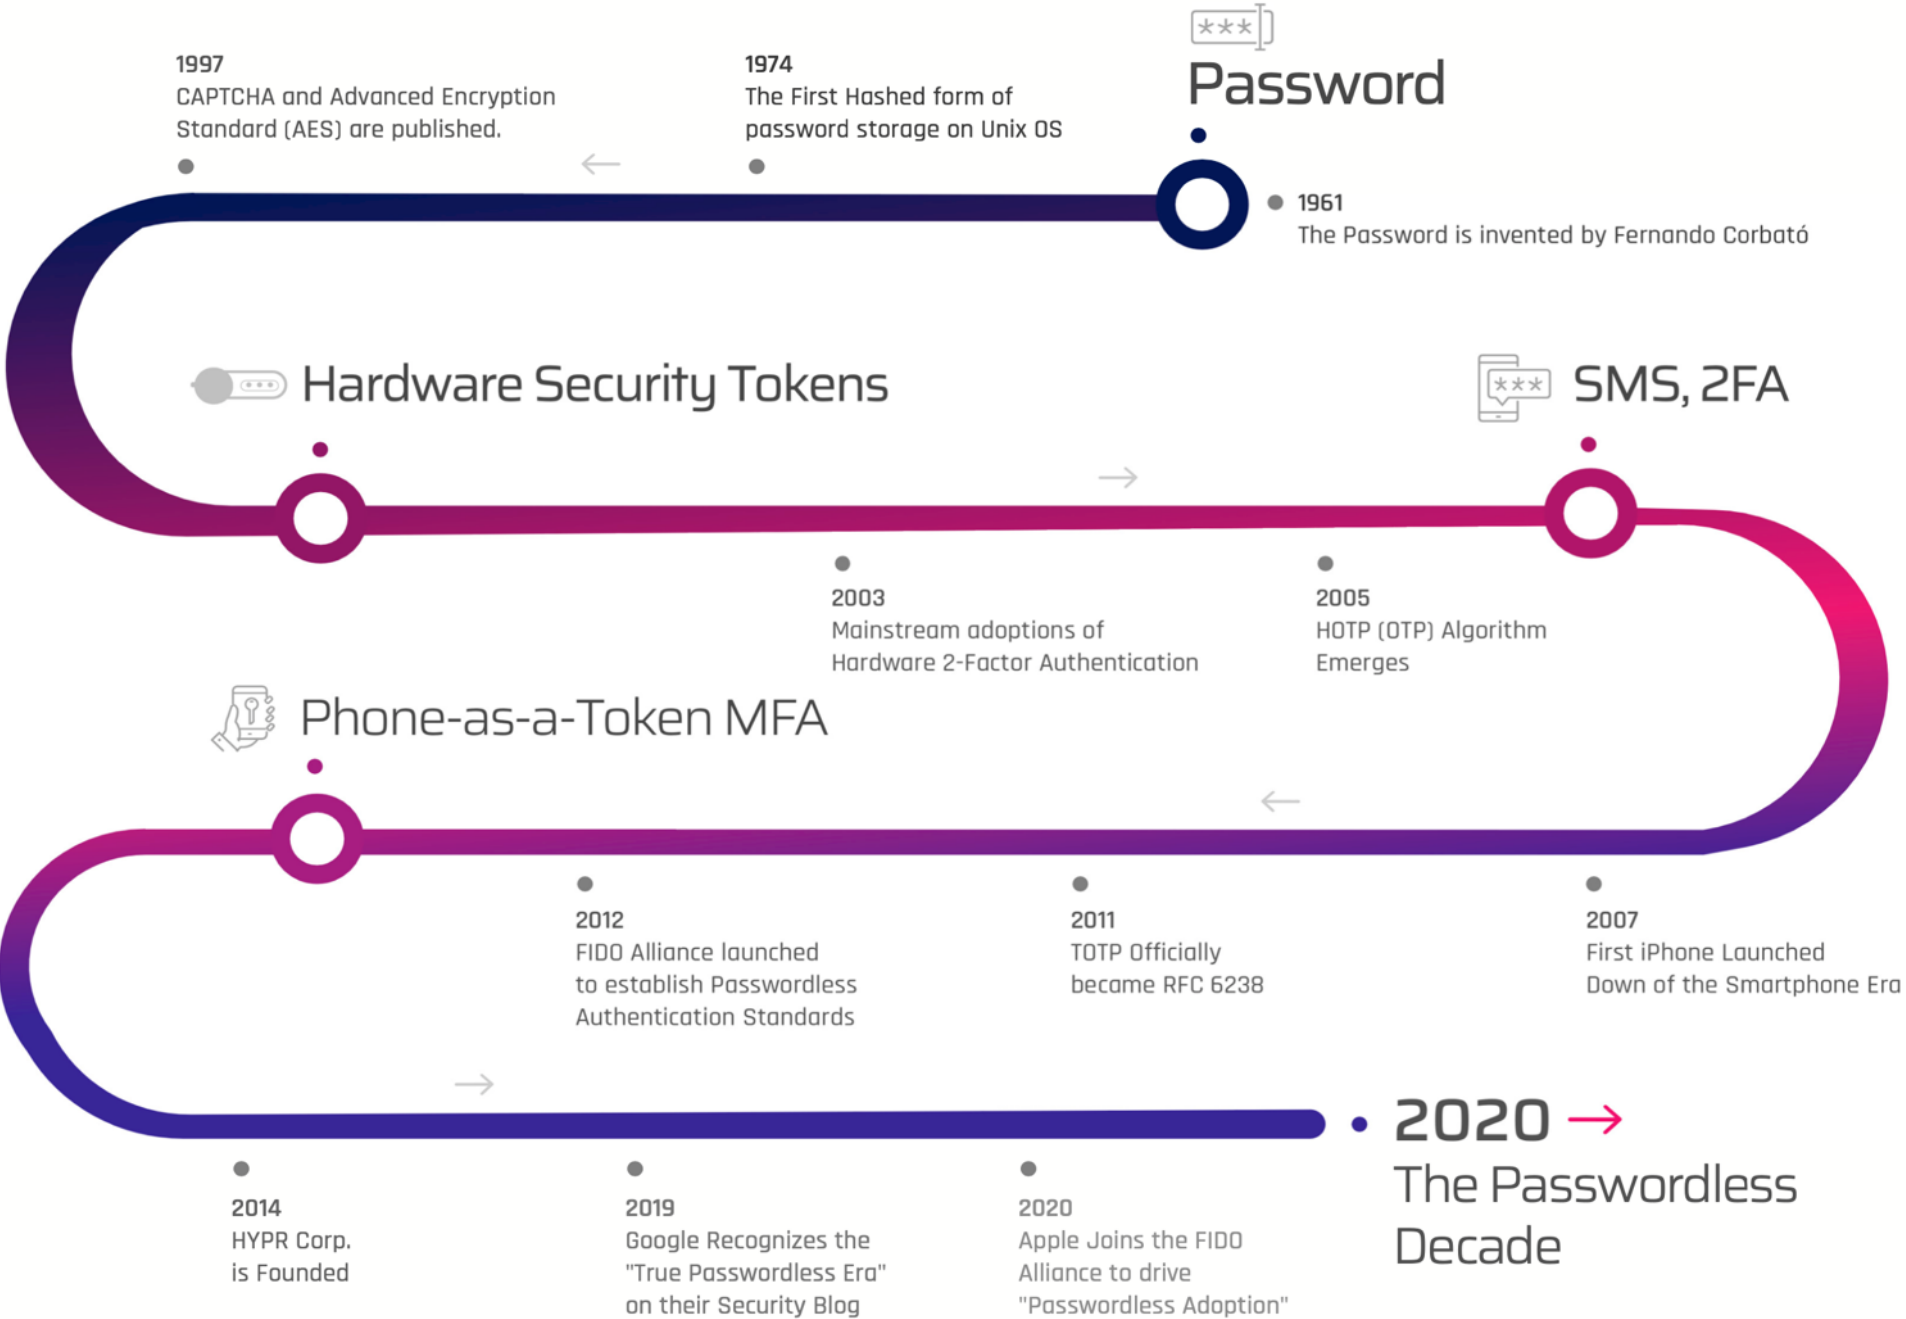 ***
Password
1961
The Password is invented by Fernando Corbató
1974
The First Hashed form of
password storage on Unix OS
1997
CAPTCHA and Advanced Encryption
Standard (AES) are published.
Hardware Security Tokens
2003
Mainstream adoptions of
Hardware 2-Factor Authentication
2005
HOTP (OTP) Algorithm
Emerges
***
SMS, 2FA
2007
First iPhone Launched
Down of the Smartphone Era
2011
TOTP Officially
became RFC 6238
2012
FIDO Alliance launched
to establish Passwordless
Authentication Standards
Phone-as-a-Token MFA
2014
HYPR Corp.
is Founded
2019
Google Recognizes the
"True Passwordless Era"
on their Security Blog
2020
Apple Joins the FIDO
Alliance to drive
"Passwordless Adoption"
2020 →
The Passwordless
Decade